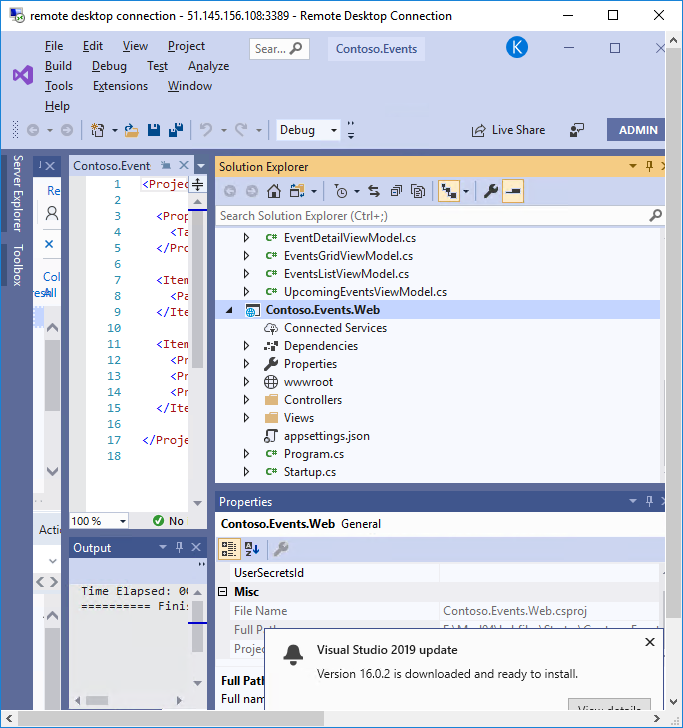 remote desktop connection - 51.145.156.108:3389 - Remote Desktop Connection
File Edit View Project
Build Debug Test Analyze
Tools Extensions Window
Help
Sear...
Contoso.Events
K
Debug
Live Share
ADMIN
Server Explorer
Toolbox
Re
Col
All
Actio
Contoso.Event
1 <Projec
2
3 <Prop
4 <Ta
5 </Pro
6
7 <Item
8 <Pa
9 </Ite
10
11 <Item
12 <Pr
13 <Pr
14 <Pr
15 </Ite
16
17 </Proje
18
100 %
No
Output
Time Elapsed: 00
========== Finis
Solution Explorer
Search Solution Explorer (Ctrl+;)
C# EventDetailViewModel.cs
C# EventsGridViewModel.cs
C# EventsListViewModel.cs
C# UpcomingEventsViewModel.cs
Contoso.Events.Web
Connected Services
Dependencies
Properties
wwwroot
Controllers
Views
appsettings.json
C# Program.cs
C# Startup.cs
Properties
Contoso.Events.Web General
UserSecretsId
Misc
File Name Contoso.Events.Web.csproj
Full Path
Projec
Full Path
Full nam
Visual Studio 2019 update
Version 16.0.2 is downloaded and ready to install.
View details